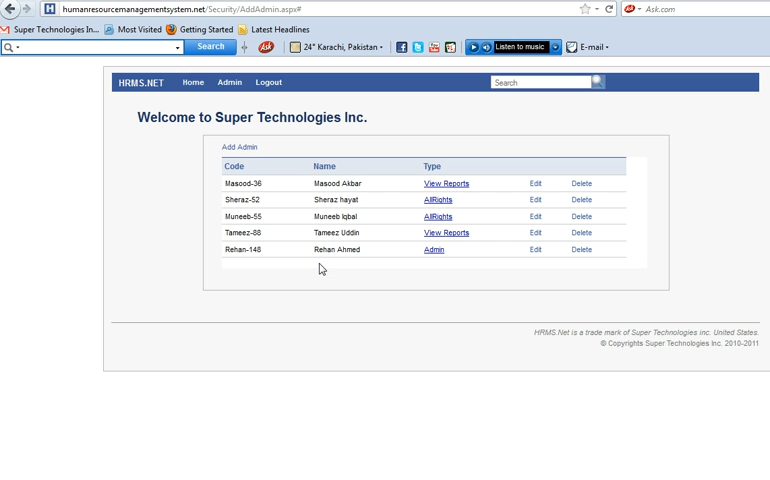 humanresourcemanagementsystem.net/Security/AddAdmin.aspx#
Ask.com
Super Technologies In... Most Visited Getting Started Latest Headlines
Search Ask 24° Karachi, Pakistan Listen to music E-mail
HRMS.NET Home Admin Logout Search
Welcome to Super Technologies Inc.
Add Admin
Code Name Type
Masood-36 Masood Akbar View Reports Edit Delete
Sheraz-52 Sheraz hayat AllRights Edit Delete
Muneeb-55 Muneeb Iqbal AllRights Edit Delete
Tameez-88 Tameez Uddin View Reports Edit Delete
Rehan-148 Rehan Ahmed Admin Edit Delete
HRMS.Net is a trade mark of Super Technologies inc. United States.
© Copyrights Super Technologies Inc. 2010-2011